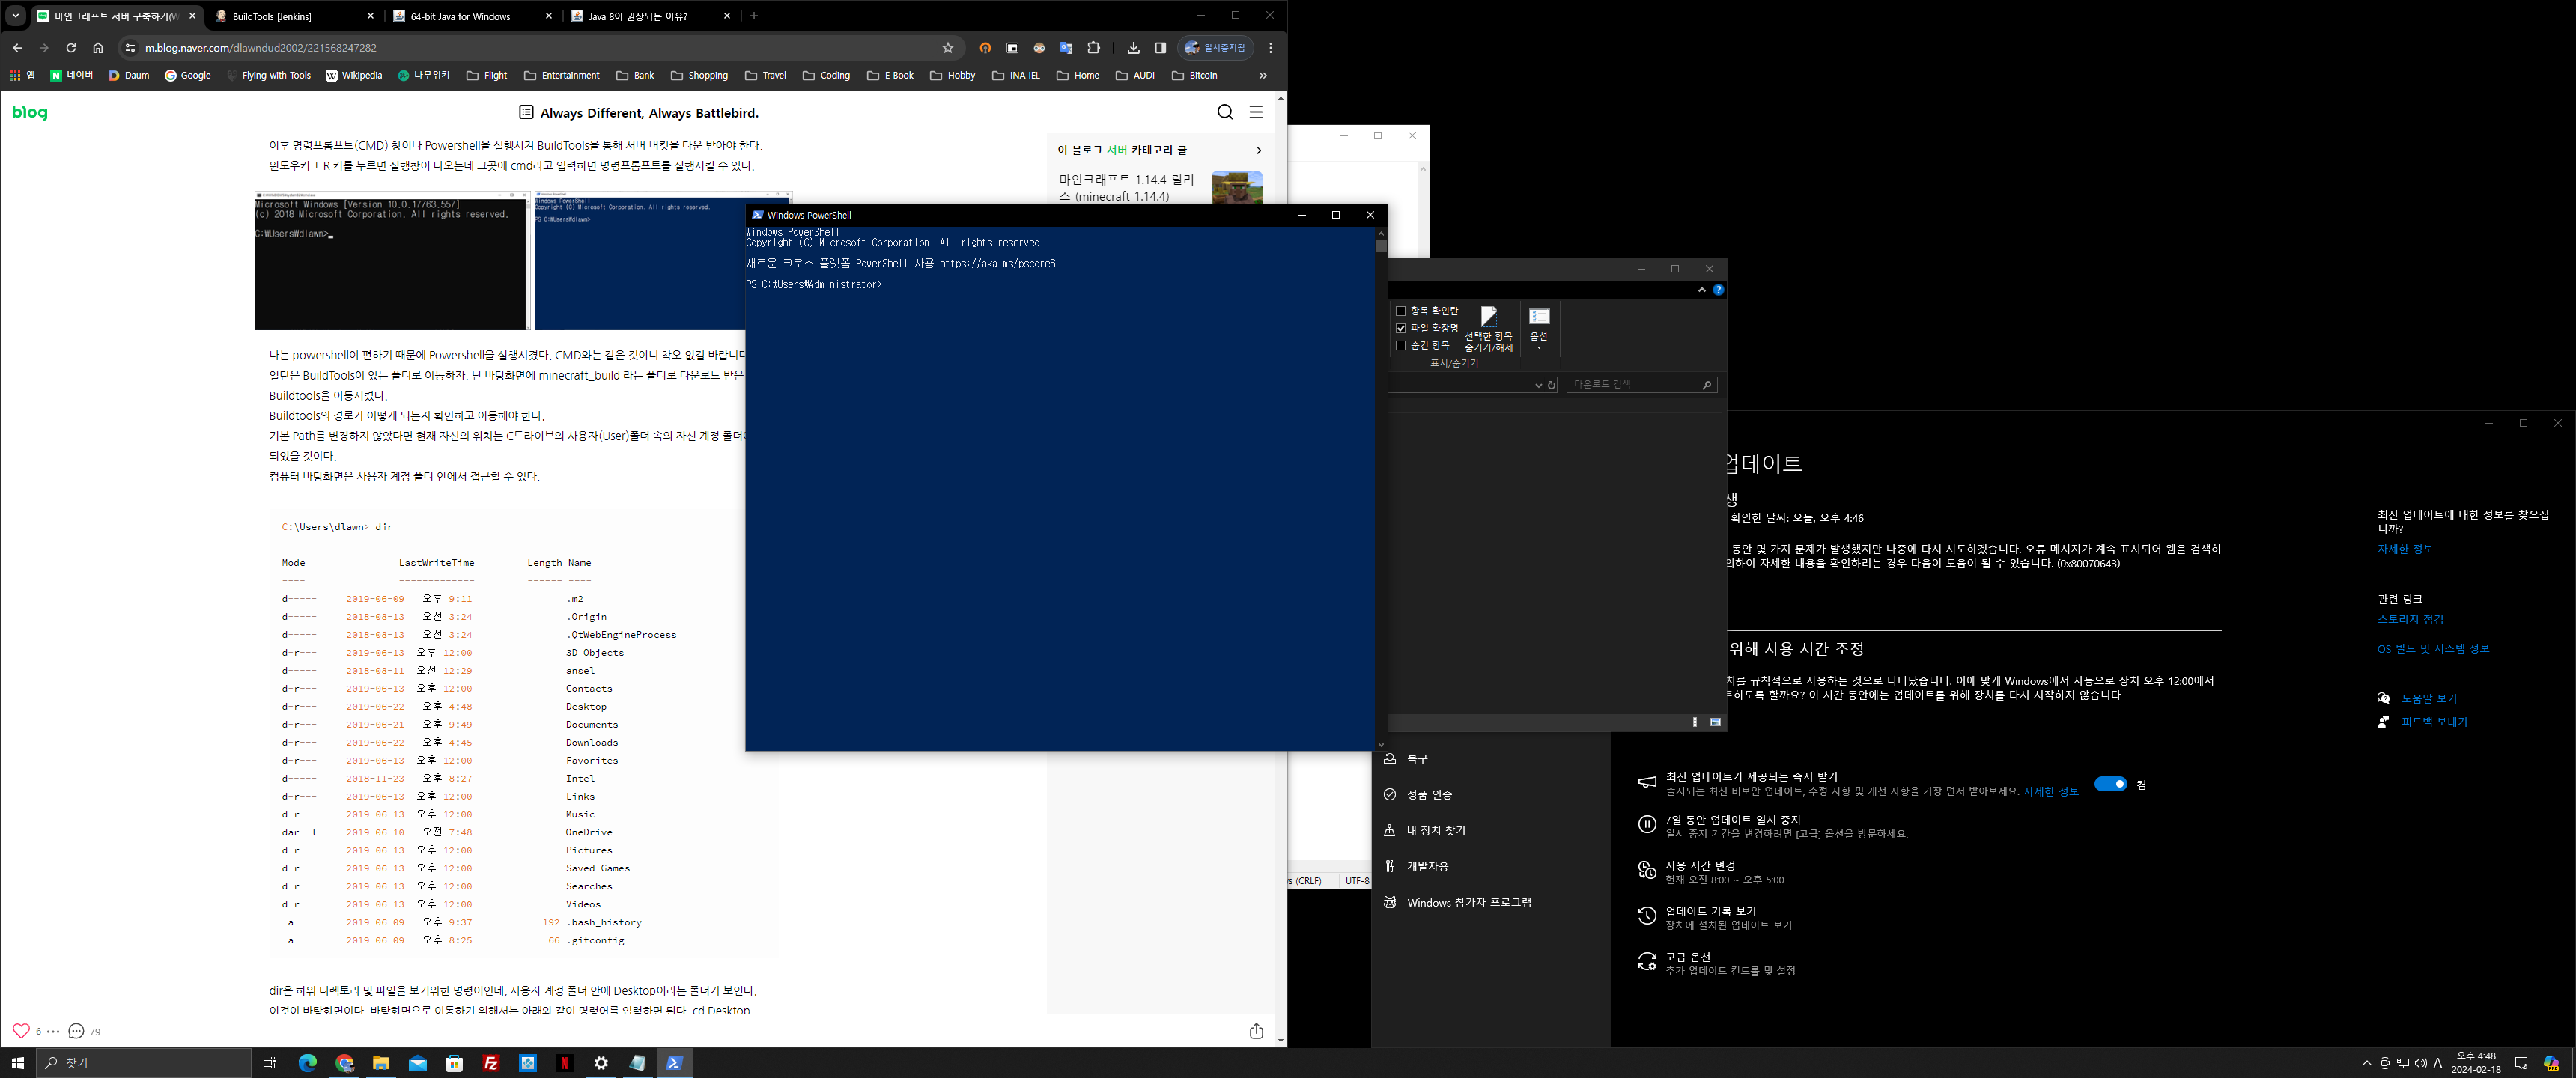 마인크래프트 서버 구축하기(W
BuildTools [Jenkins]
64-bit Java for Windows
Java 8이 권장되는 이유?
m.blog.naver.com/dlawndud2002/221568247282
일시중지됨
앱
네이버
Daum
Google
Flying with Tools
Wikipedia
나무위키
Flight
Entertainment
Bank
Shopping
Travel
Coding
E Book
Hobby
INA IEL
Home
AUDI
Bitcoin
blog
Always Different, Always Battlebird.
이후 명령프롬프트(CMD) 창이나 Powershell을 실행시켜 BuildTools을 통해 서버 버킷을 다운 받아야 한다.
윈도우키 + R 키를 누르면 실행창이 나오는데 그곳에 cmd라고 입력하면 명령프롬프트를 실행시킬 수 있다.
이 블로그 서버 카테고리 글
마인크래프트 1.14.4 릴리
즈 (minecraft 1.14.4)
Microsoft Windows [Version 10.0.17763.557]
(c) 2018 Microsoft Corporation. All rights reserved.
C:₩Users₩dlawn>
Windows PowerShell
Copyright (C) Microsoft Corporation. All rights reserved.
PS C:₩Users₩dlawn>
Windows PowerShell
Windows PowerShell
Copyright (C) Microsoft Corporation. All rights reserved.
새로운 크로스 플랫폼 PowerShell 사용 https://aka.ms/pscore6
PS C:₩Users₩Administrator>
나는 powershell이 편하기 때문에 Powershell을 실행시켰다. CMD와는 같은 것이니 착오 없길 바랍니다
일단은 BuildTools이 있는 폴더로 이동하자. 난 바탕화면에 minecraft_build 라는 폴더로 다운로드 받은
Buildtools을 이동시켰다.
Buildtools의 경로가 어떻게 되는지 확인하고 이동해야 한다.
기본 Path를 변경하지 않았다면 현재 자신의 위치는 C드라이브의 사용자(User)폴더 속의 자신 계정 폴더
되있을 것이다.
컴퓨터 바탕화면은 사용자 계정 폴더 안에서 접근할 수 있다.
C:\Users\dlawn> dir
Mode LastWriteTime Length Name
---- ------------- ------ ----
d----- 2019-06-09 오후 9:11 .m2
d----- 2018-08-13 오전 3:24 .Origin
d----- 2018-08-13 오전 3:24 .QtWebEngineProcess
d-r--- 2019-06-13 오후 12:00 3D Objects
d----- 2018-08-11 오전 12:29 ansel
d-r--- 2019-06-13 오후 12:00 Contacts
d-r--- 2019-06-22 오후 4:48 Desktop
d-r--- 2019-06-21 오후 9:49 Documents
d-r--- 2019-06-22 오후 4:45 Downloads
d-r--- 2019-06-13 오후 12:00 Favorites
d----- 2018-11-23 오후 8:27 Intel
d-r--- 2019-06-13 오후 12:00 Links
d-r--- 2019-06-13 오후 12:00 Music
dar--l 2019-06-10 오전 7:48 OneDrive
d-r--- 2019-06-13 오후 12:00 Pictures
d-r--- 2019-06-13 오후 12:00 Saved Games
d-r--- 2019-06-13 오후 12:00 Searches
d-r--- 2019-06-13 오후 12:00 Videos
-a---- 2019-06-09 오후 9:37 192 .bash_history
-a---- 2019-06-09 오후 8:25 66 .gitconfig
dir은 하위 디렉토리 및 파일을 보기위한 명령어인데, 사용자 계정 폴더 안에 Desktop이라는 폴더가 보인다.
이것이 바탕화면이다. 바탕화면으로 이동하기 위해서는 아래와 같이 명령어를 입력하면 된다. cd Desktop
6
79
항목 확인란
파일 확장명
숨긴 항목
선택한 항목
숨기기/해제
옵션
표시/숨기기
다운로드 검색
(CRLF)
UTF-8
업데이트
확인한 날짜: 오늘, 오후 4:46
동안 몇 가지 문제가 발생했지만 나중에 다시 시도하겠습니다. 오류 메시지가 계속 표시되어 웹을 검색하
의하여 자세한 내용을 확인하려는 경우 다음이 도움이 될 수 있습니다. (0x80070643)
위해 사용 시간 조정
치를 규칙적으로 사용하는 것으로 나타났습니다. 이에 맞게 Windows에서 자동으로 장치 오후 12:00에서
트하도록 할까요? 이 시간 동안에는 업데이트를 위해 장치를 다시 시작하지 않습니다
최신 업데이트가 제공되는 즉시 받기
출시되는 최신 비보안 업데이트, 수정 사항 및 개선 사항을 가장 먼저 받아보세요. 자세한 정보
켬
7일 동안 업데이트 일시 중지
일시 중지 기간을 변경하려면 [고급] 옵션을 방문하세요.
사용 시간 변경
현재 오전 8:00 ~ 오후 5:00
업데이트 기록 보기
장치에 설치된 업데이트 보기
고급 옵션
추가 업데이트 컨트롤 및 설정
복구
정품 인증
내 장치 찾기
개발자용
Windows 참가자 프로그램
최신 업데이트에 대한 정보를 찾으십
니까?
자세한 정보
관련 링크
스토리지 점검
OS 빌드 및 시스템 정보
도움말 보기
피드백 보내기
찾기
A
오후 4:48
2024-02-18